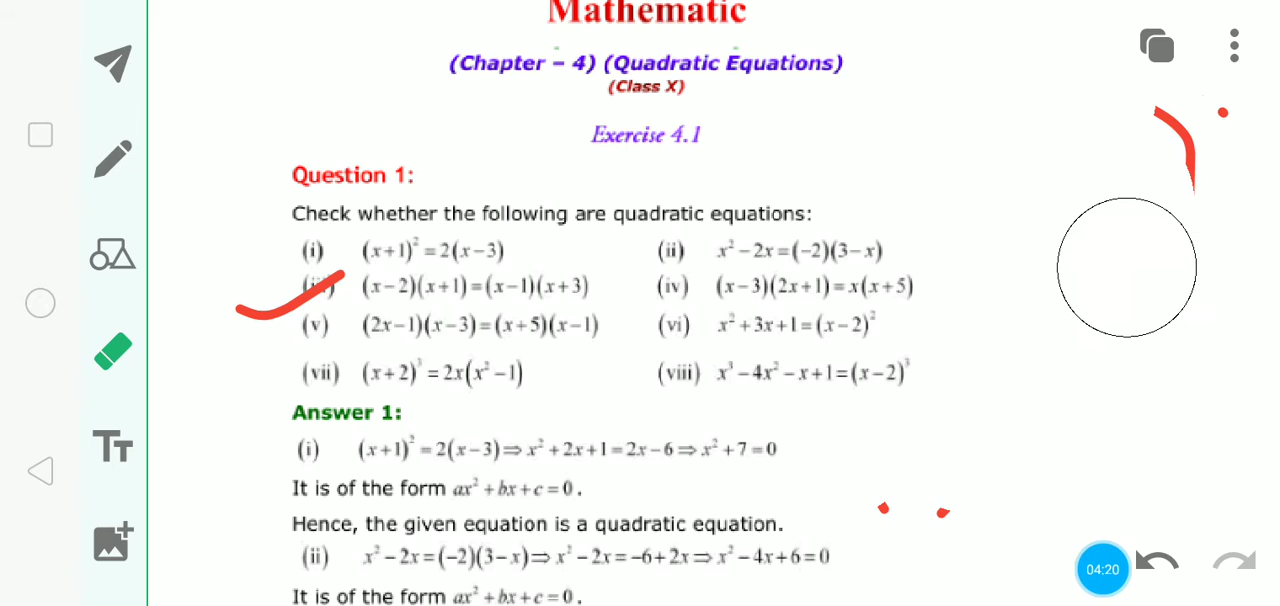 Mathematic
(Chapter – 4) (Quadratic Equations)
(Class X)
Exercise 4.1
Question 1:
Check whether the following are quadratic equations:
(i) (x+1)² = 2(x−3) (ii) x² − 2x = (−2)(3−x)
(x−2)(x+1) = (x−1)(x+3) (iv) (x−3)(2x+1) = x(x+5)
(v) (2x−1)(x−3) = (x+5)(x−1) (vi) x² + 3x + 1 = (x−2)²
(vii) (x+2)³ = 2x(x² − 1) (viii) x³ − 4x² − x + 1 = (x−2)³
Answer 1:
(i) (x+1)² = 2(x−3) ⇒ x² + 2x + 1 = 2x − 6 ⇒ x² + 7 = 0
It is of the form ax² + bx + c = 0.
Hence, the given equation is a quadratic equation.
(ii) x² − 2x = (−2)(3−x) ⇒ x² − 2x = −6 + 2x ⇒ x² − 4x + 6 = 0
It is of the form ax² + bx + c = 0.
TT
04:20